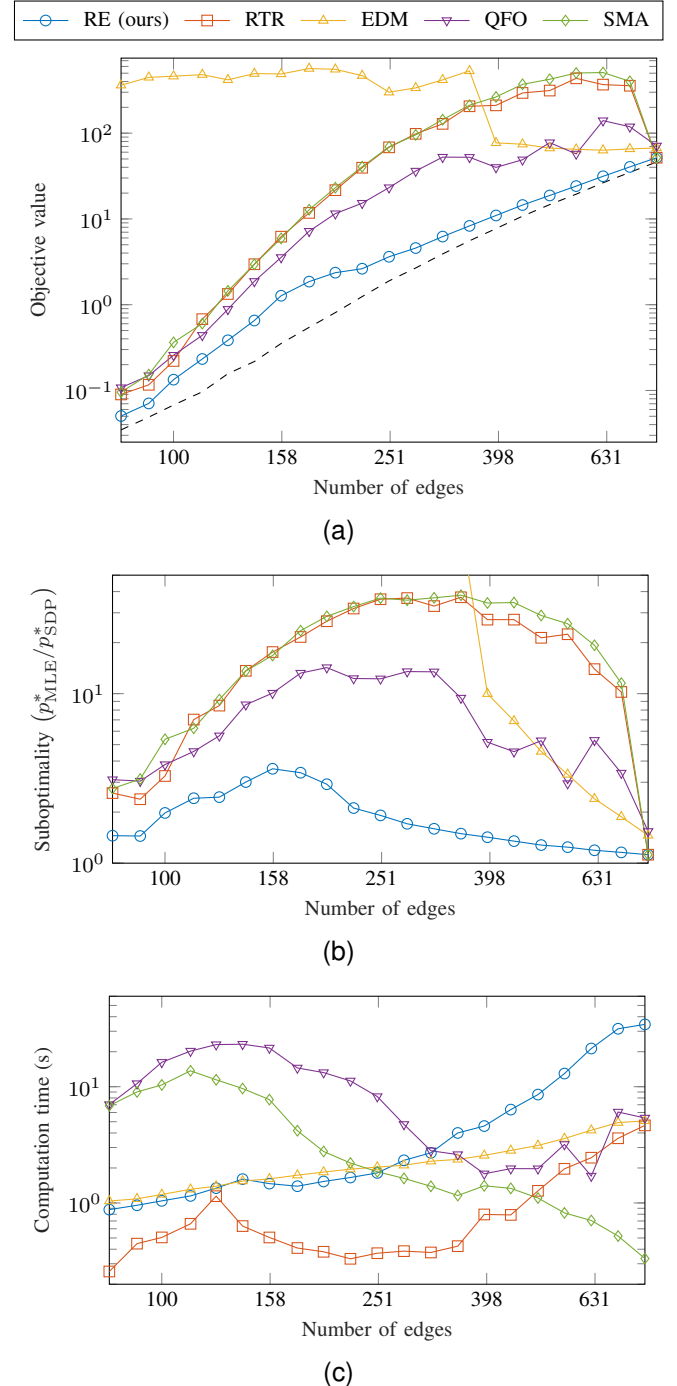 RE (ours) RTR EDM QFO SMA
10^2
10^1
10^0
10^−1
Objective value
100 158 251 398 631
Number of edges
(a)
10^1
10^0
Suboptimality (p*_MLE/p*_SDP)
100 158 251 398 631
Number of edges
(b)
10^1
10^0
Computation time (s)
100 158 251 398 631
Number of edges
(c)